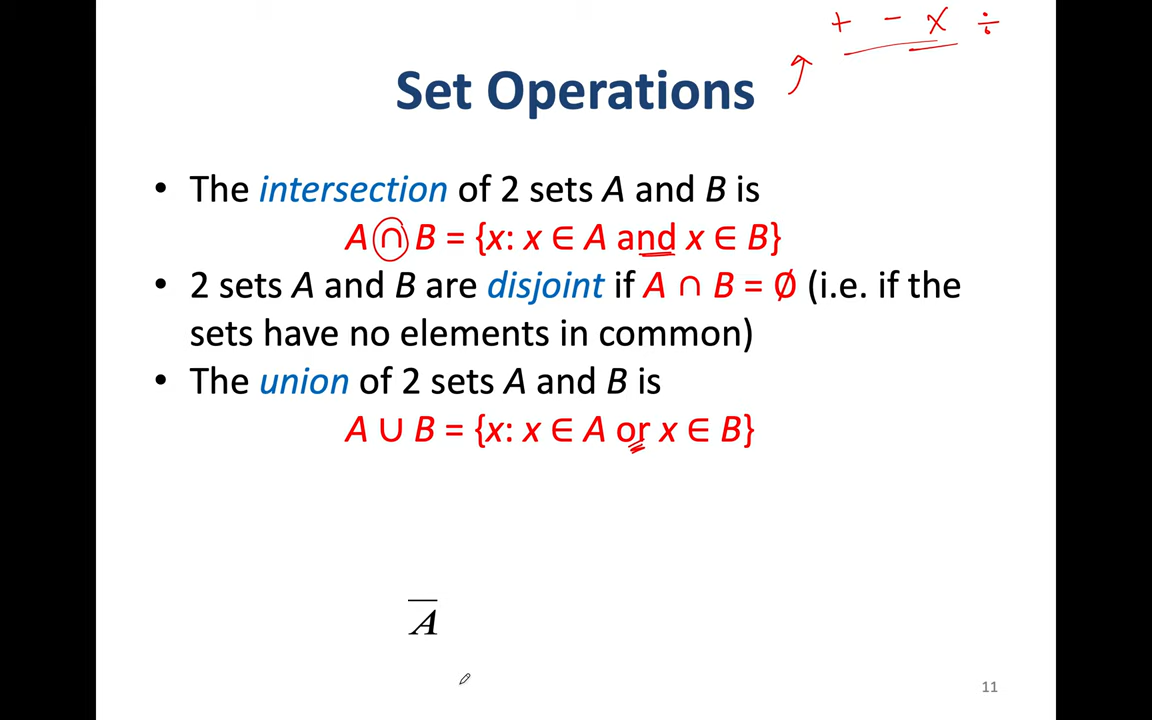 + - × ÷
Set Operations
• The intersection of 2 sets A and B is
A ∩ B = {x: x ∈ A and x ∈ B}
• 2 sets A and B are disjoint if A ∩ B = ∅ (i.e. if the
sets have no elements in common)
• The union of 2 sets A and B is
A ∪ B = {x: x ∈ A or x ∈ B}
A̅
11